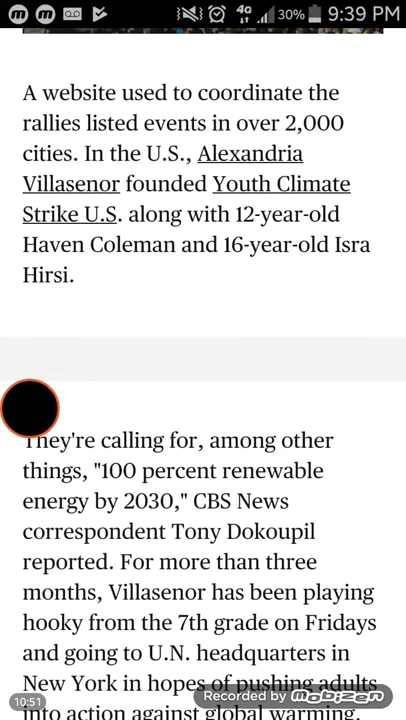 4G
30% 9:39 PM
A website used to coordinate the
rallies listed events in over 2,000
cities. In the U.S., Alexandria
Villasenor founded Youth Climate
Strike U.S. along with 12-year-old
Haven Coleman and 16-year-old Isra
Hirsi.
They're calling for, among other
things, "100 percent renewable
energy by 2030," CBS News
correspondent Tony Dokoupil
reported. For more than three
months, Villasenor has been playing
hooky from the 7th grade on Fridays
and going to U.N. headquarters in
New York in hopes of pushing adults
10:51
Recorded by mobizen
into action against global warming.